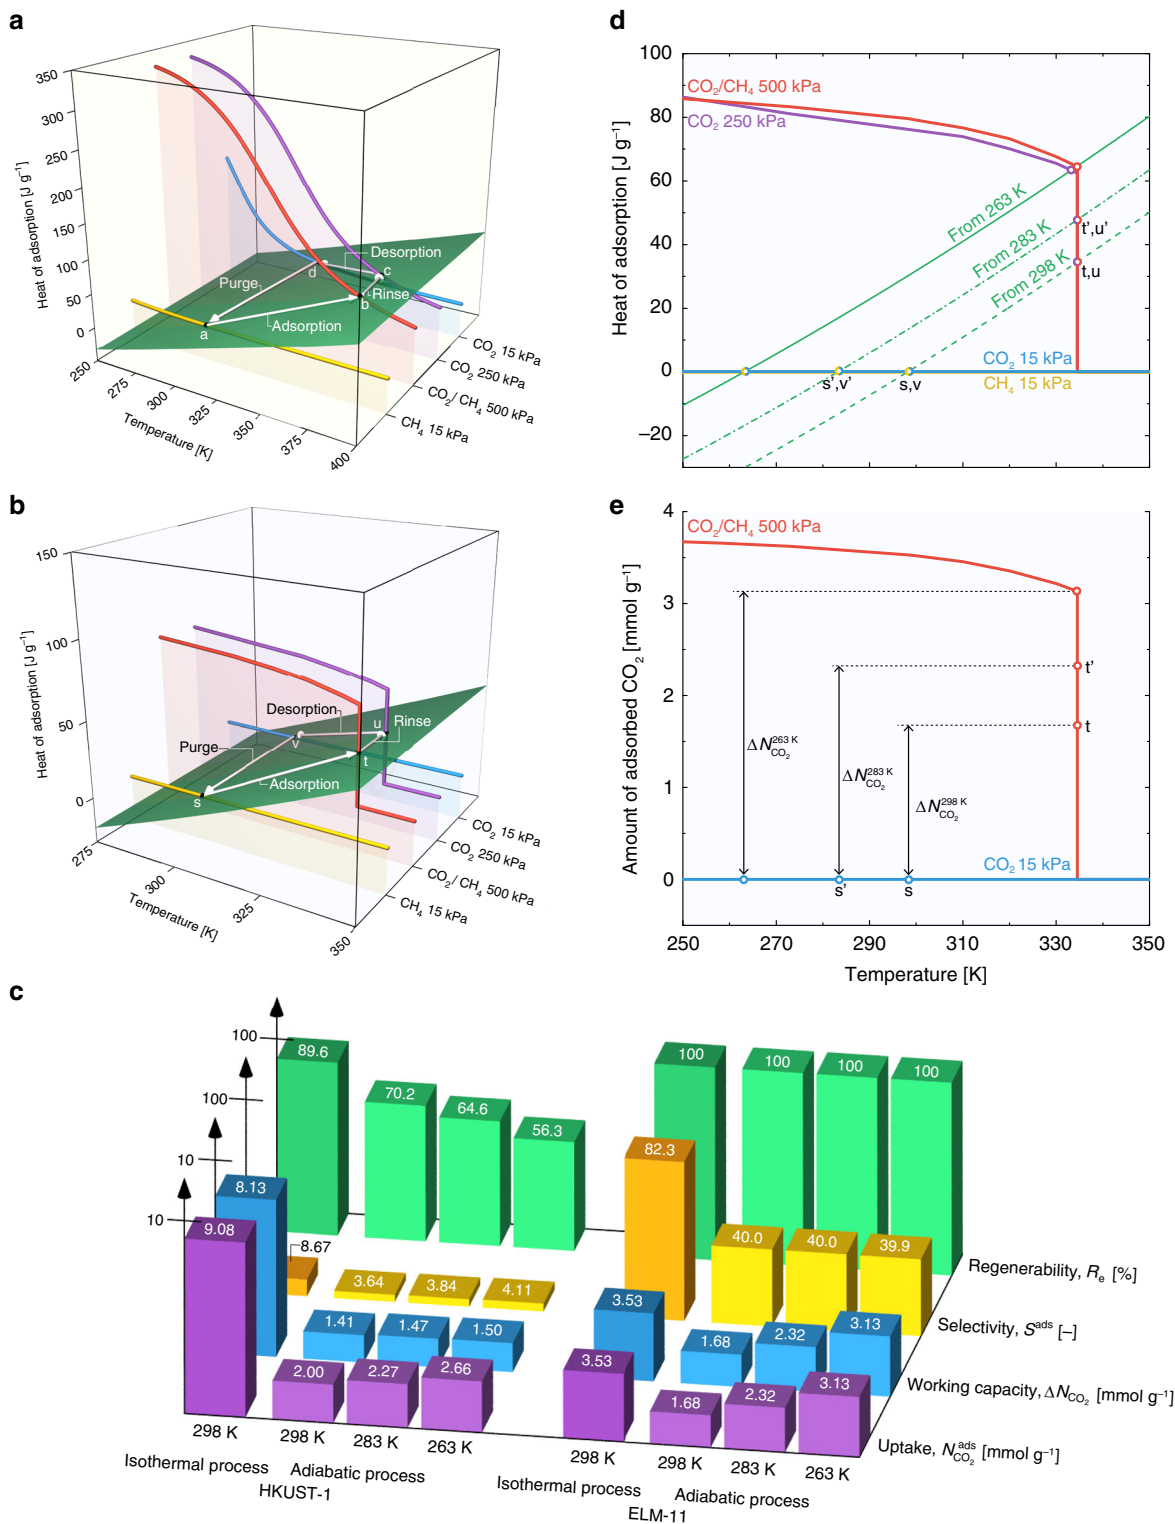 a
350
300
250
200
150
100
50
0
Heat of adsorption [J g⁻¹]
250
275
300
325
350
375
400
Temperature [K]
Desorption
d
c
Purge
Rinse
b
a
Adsorption
CO₂ 15 kPa
CO₂ 250 kPa
CO₂/ CH₄ 500 kPa
CH₄ 15 kPa
b
150
100
50
0
Heat of adsorption [J g⁻¹]
275
300
325
350
Temperature [K]
Desorption
u
Rinse
Purge
v
t
Adsorption
s
CO₂ 15 kPa
CO₂ 250 kPa
CO₂/ CH₄ 500 kPa
CH₄ 15 kPa
d
100
80
60
40
20
0
−20
Heat of adsorption [J g⁻¹]
CO₂/CH₄ 500 kPa
CO₂ 250 kPa
From 263 K
From 283 K
From 298 K
t’,u’
t,u
CO₂ 15 kPa
CH₄ 15 kPa
s’,v’
s,v
e
4
3
2
1
0
Amount of adsorbed CO₂ [mmol g⁻¹]
CO₂/CH₄ 500 kPa
t’
t
ΔN_CO₂^263 K
ΔN_CO₂^283 K
ΔN_CO₂^298 K
CO₂ 15 kPa
s’
s
250 270 290 310 330 350
Temperature [K]
c
100
100
10
10
89.6 70.2 64.6 56.3 100 100 100 100
8.67 3.64 3.84 4.11 82.3 40.0 40.0 39.9
8.13 1.41 1.47 1.50 3.53 1.68 2.32 3.13
9.08 2.00 2.27 2.66 3.53 1.68 2.32 3.13
Regenerability, Rₑ [%]
Selectivity, S^ads [–]
Working capacity, ΔN_CO₂ [mmol g⁻¹]
Uptake, N_CO₂^ads [mmol g⁻¹]
298 K 298 K 283 K 263 K 298 K 298 K 283 K 263 K
Isothermal process Adiabatic process Isothermal process Adiabatic process
HKUST-1 ELM-11